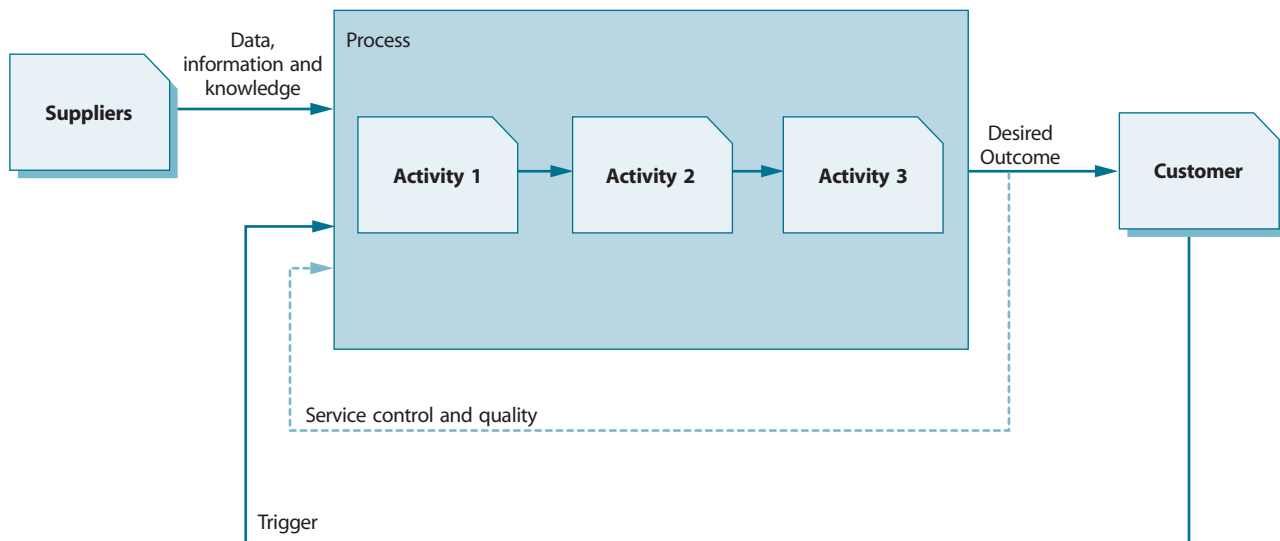 Data,
information and
knowledge
Suppliers
Process
Activity 1
Activity 2
Activity 3
Desired
Outcome
Customer
Service control and quality
Trigger